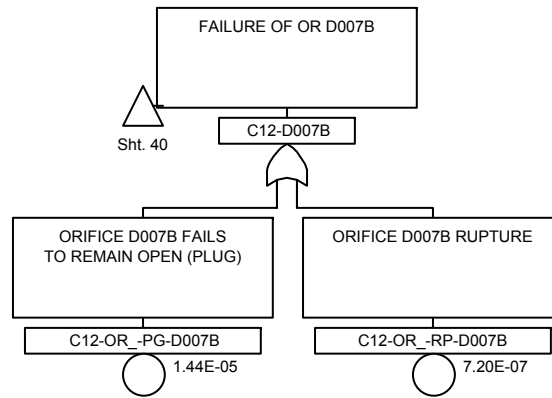 FAILURE OF OR D007B
Sht. 40
C12-D007B
ORIFICE D007B FAILS
TO REMAIN OPEN (PLUG)
ORIFICE D007B RUPTURE
C12-OR_-PG-D007B
C12-OR_-RP-D007B
1.44E-05
7.20E-07